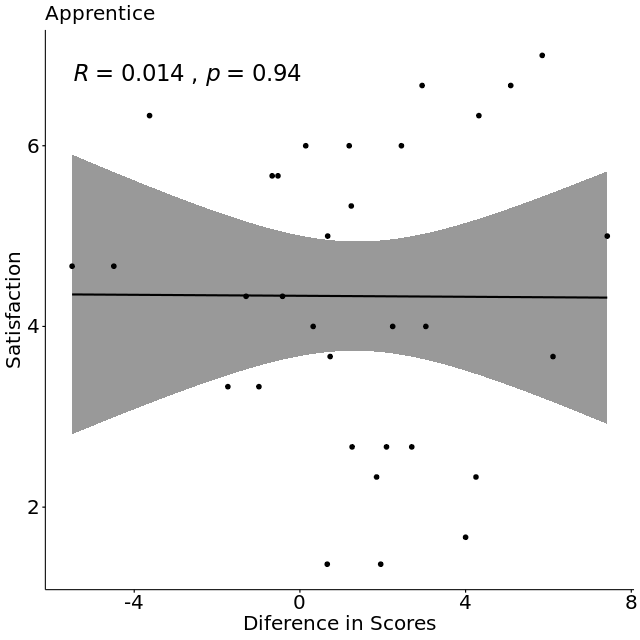 Apprentice
R = 0.014 , p = 0.94
6
4
2
Satisfaction
-4 0 4 8
Diference in Scores